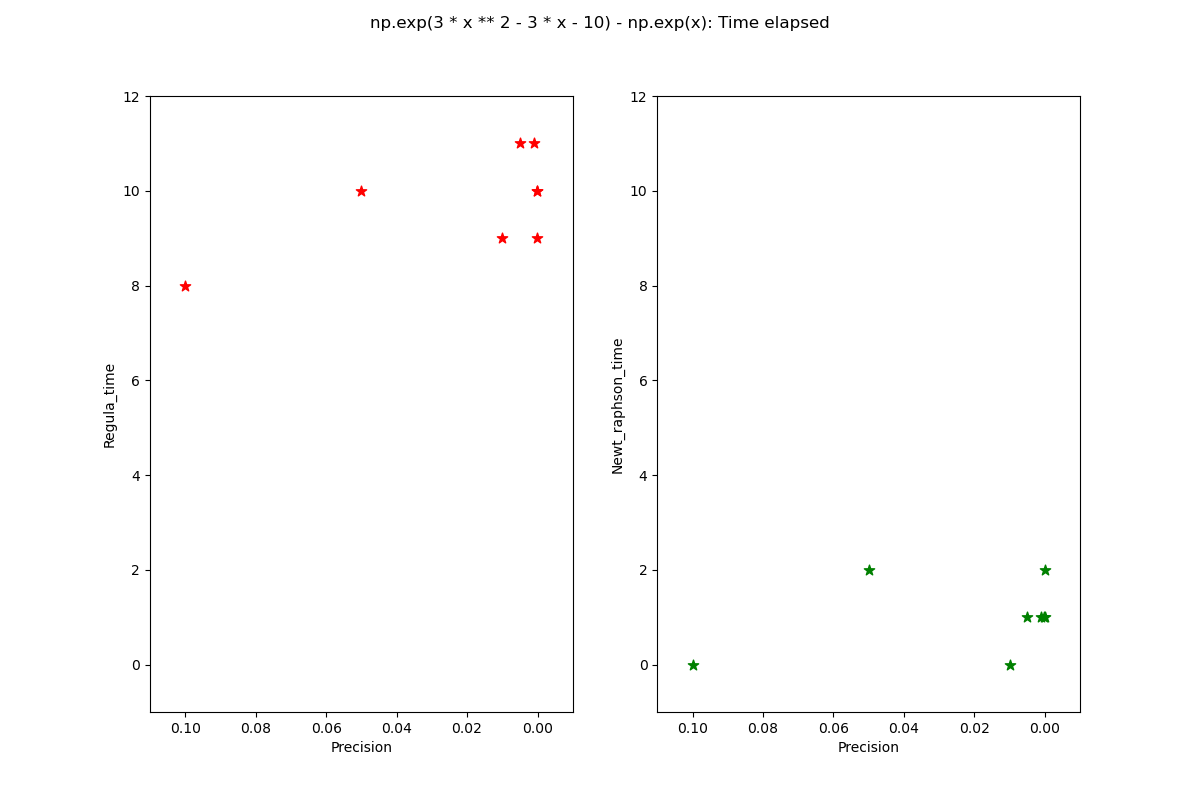 np.exp(3 * x ** 2 - 3 * x - 10) - np.exp(x): Time elapsed
12
10
8
6
4
2
0
Regula_time
0.10 0.08 0.06 0.04 0.02 0.00
Precision
12
10
8
6
4
2
0
Newt_raphson_time
0.10 0.08 0.06 0.04 0.02 0.00
Precision